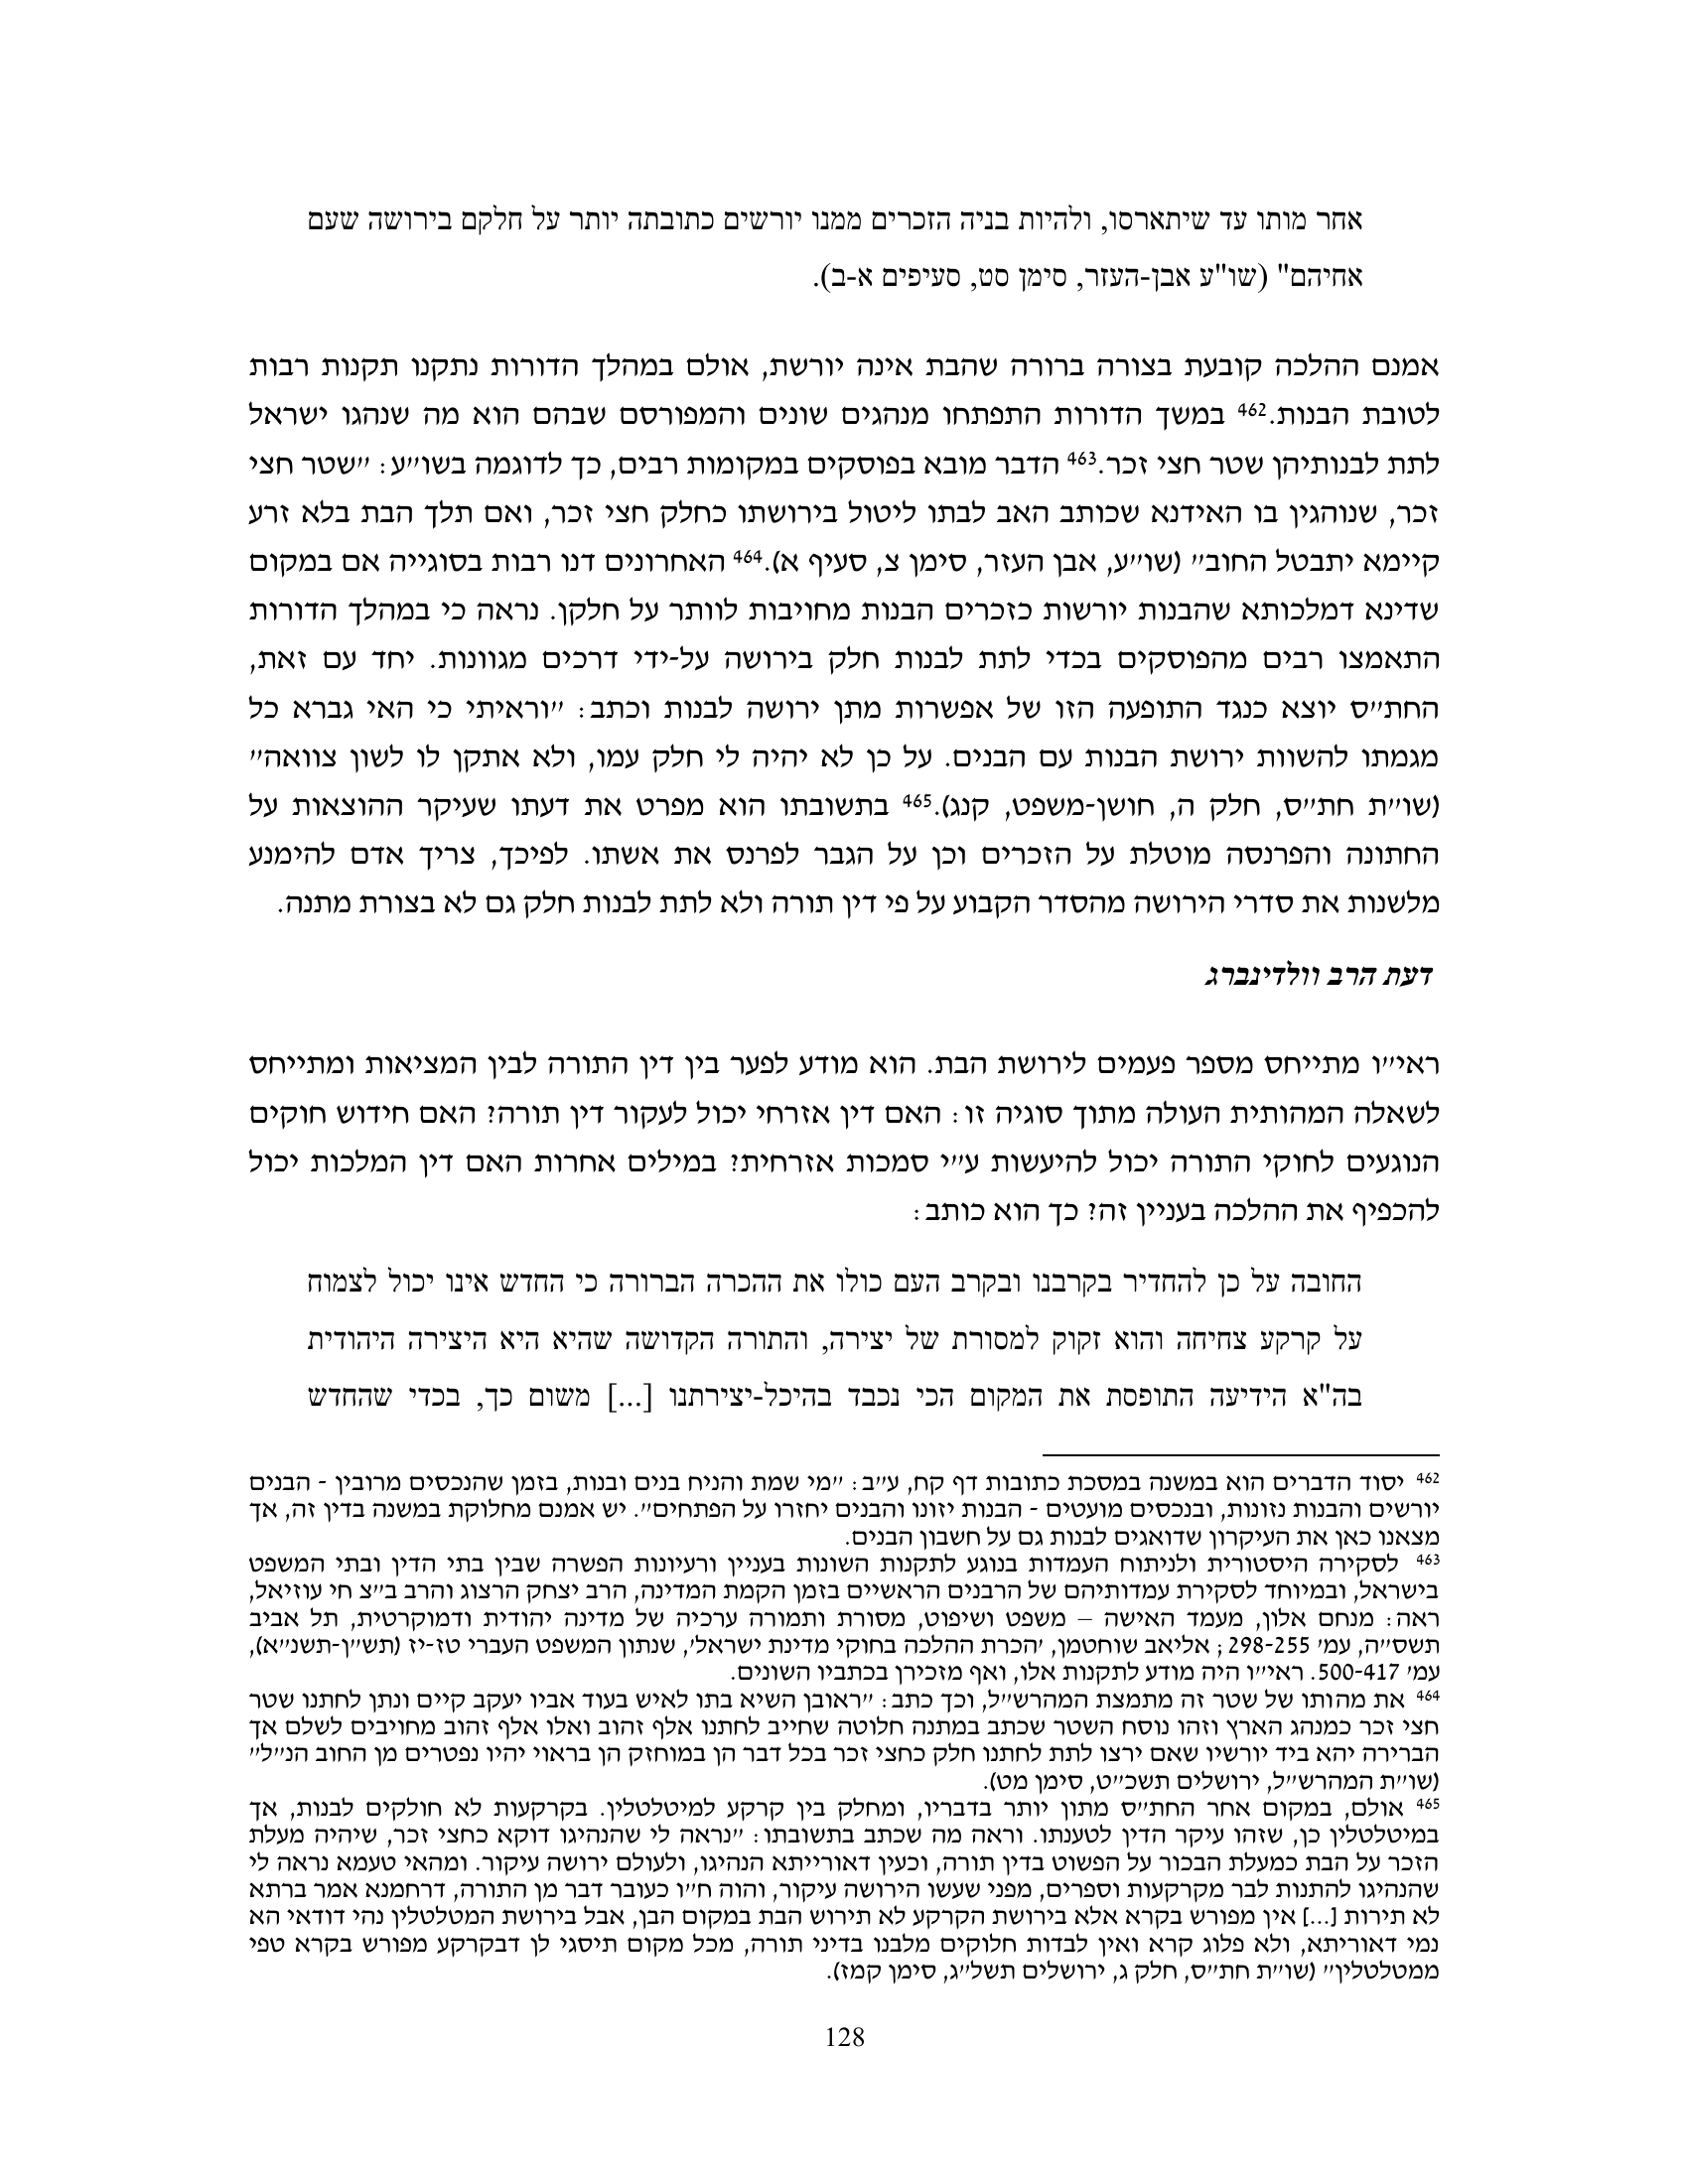 אחר מותו עד שיתארסו, ולהיות בניה הזכרים ממנו יורשים כתובתה יותר על חלקם בירושה שעם
אחיהם" (שו"ע אבן-העזר, סימן סט, סעיפים א-ב).
אמנם ההלכה קובעת בצורה ברורה שהבת אינה יורשת, אולם במהלך הדורות נתקנו תקנות רבות
לטובת הבנות.462 במשך הדורות התפתחו מנהגים שונים והמפורסם שבהם הוא מה שנהגו ישראל
לתת לבנותיהן שטר חצי זכר.463 הדבר מובא בפוסקים במקומות רבים, כך לדוגמה בשו״ע: ״שטר חצי
זכר, שנוהגין בו האידנא שכותב האב לבתו ליטול בירושתו כחלק חצי זכר, ואם תלך הבת בלא זרע
קיימא יתבטל החוב״ (שו״ע, אבן העזר, סימן צ, סעיף א).464 האחרונים דנו רבות בסוגייה אם במקום
שדינא דמלכותא שהבנות יורשות כזכרים הבנות מחויבות לוותר על חלקן. נראה כי במהלך הדורות
התאמצו רבים מהפוסקים בכדי לתת לבנות חלק בירושה על-ידי דרכים מגוונות. יחד עם זאת,
החת״ס יוצא כנגד התופעה הזו של אפשרות מתן ירושה לבנות וכתב: ״וראיתי כי האי גברא כל
מגמתו להשוות ירושת הבנות עם הבנים. על כן לא יהיה לי חלק עמו, ולא אתקן לו לשון צוואה״
(שו״ת חת״ס, חלק ה, חושן-משפט, קנג).465 בתשובתו הוא מפרט את דעתו שעיקר ההוצאות על
החתונה והפרנסה מוטלת על הזכרים וכן על הגבר לפרנס את אשתו. לפיכך, צריך אדם להימנע
מלשנות את סדרי הירושה מהסדר הקבוע על פי דין תורה ולא לתת לבנות חלק גם לא בצורת מתנה.
דעת הרב וולדינברג
ראי״ו מתייחס מספר פעמים לירושת הבת. הוא מודע לפער בין דין התורה לבין המציאות ומתייחס
לשאלה המהותית העולה מתוך סוגיה זו: האם דין אזרחי יכול לעקור דין תורה? האם חידוש חוקים
הנוגעים לחוקי התורה יכול להיעשות ע״י סמכות אזרחית? במילים אחרות האם דין המלכות יכול
להכפיף את ההלכה בעניין זה? כך הוא כותב:
החובה על כן להחדיר בקרבנו ובקרב העם כולו את ההכרה הברורה כי החדש אינו יכול לצמוח
על קרקע צחיחה והוא זקוק למסורת של יצירה, והתורה הקדושה שהיא היא היצירה היהודית
בה"א הידיעה התופסת את המקום הכי נכבד בהיכל-יצירתנו [...] משום כך, בכדי שהחדש
462 יסוד הדברים הוא במשנה במסכת כתובות דף קח, ע״ב: ״מי שמת והניח בנים ובנות, בזמן שהנכסים מרובין - הבנים
יורשים והבנות נזונות, ובנכסים מועטים - הבנות יזונו והבנים יחזרו על הפתחים״. יש אמנם מחלוקת במשנה בדין זה, אך
מצאנו כאן את העיקרון שדואגים לבנות גם על חשבון הבנים.
463 לסקירה היסטורית ולניתוח העמדות בנוגע לתקנות השונות בעניין ורעיונות הפשרה שבין בתי הדין ובתי המשפט
בישראל, ובמיוחד לסקירת עמדותיהם של הרבנים הראשיים בזמן הקמת המדינה, הרב יצחק הרצוג והרב ב״צ חי עוזיאל,
ראה: מנחם אלון, מעמד האישה – משפט ושיפוט, מסורת ותמורה ערכיה של מדינה יהודית ודמוקרטית, תל אביב
תשס״ה, עמ׳ 298-255; אליאב שוחטמן, ׳הכרת ההלכה בחוקי מדינת ישראל׳, שנתון המשפט העברי טז-יז (תש״ן-תשנ״א),
עמ׳ 500-417. ראי״ו היה מודע לתקנות אלו, ואף מזכירן בכתביו השונים.
464 את מהותו של שטר זה מתמצת המהרש״ל, וכך כתב: ״ראובן השיא בתו לאיש בעוד אביו יעקב קיים ונתן לחתנו שטר
חצי זכר כמנהג הארץ וזהו נוסח השטר שכתב במתנה חלוטה שחייב לחתנו אלף זהוב ואלו אלף זהוב מחויבים לשלם אך
הברירה יהא ביד יורשיו שאם ירצו לתת לחתנו חלק כחצי זכר בכל דבר הן במוחזק הן בראוי יהיו נפטרים מן החוב הנ״ל״
(שו״ת המהרש״ל, ירושלים תשכ״ט, סימן מט).
465 אולם, במקום אחר החת״ס מתון יותר בדבריו, ומחלק בין קרקע למיטלטלין. בקרקעות לא חולקים לבנות, אך
במיטלטלין כן, שזהו עיקר הדין לטענתו. וראה מה שכתב בתשובתו: ״נראה לי שהנהיגו דוקא כחצי זכר, שיהיה מעלת
הזכר על הבת כמעלת הבכור על הפשוט בדין תורה, וכעין דאורייתא הנהיגו, ולעולם ירושה עיקור. ומהאי טעמא נראה לי
שהנהיגו להתנות לבר מקרקעות וספרים, מפני שעשו הירושה עיקור, והוה ח״ו כעובר דבר מן התורה, דרחמנא אמר ברתא
לא תירות [...] אין מפורש בקרא אלא בירושת הקרקע לא תירוש הבת במקום הבן, אבל בירושת המטלטלין נהי דודאי הא
נמי דאוריתא, ולא פלוג קרא ואין לבדות חלוקים מלבנו בדיני תורה, מכל מקום תיסגי לן דבקרקע מפורש בקרא טפי
ממטלטלין״ (שו״ת חת״ס, חלק ג, ירושלים תשל״ג, סימן קמז).
128